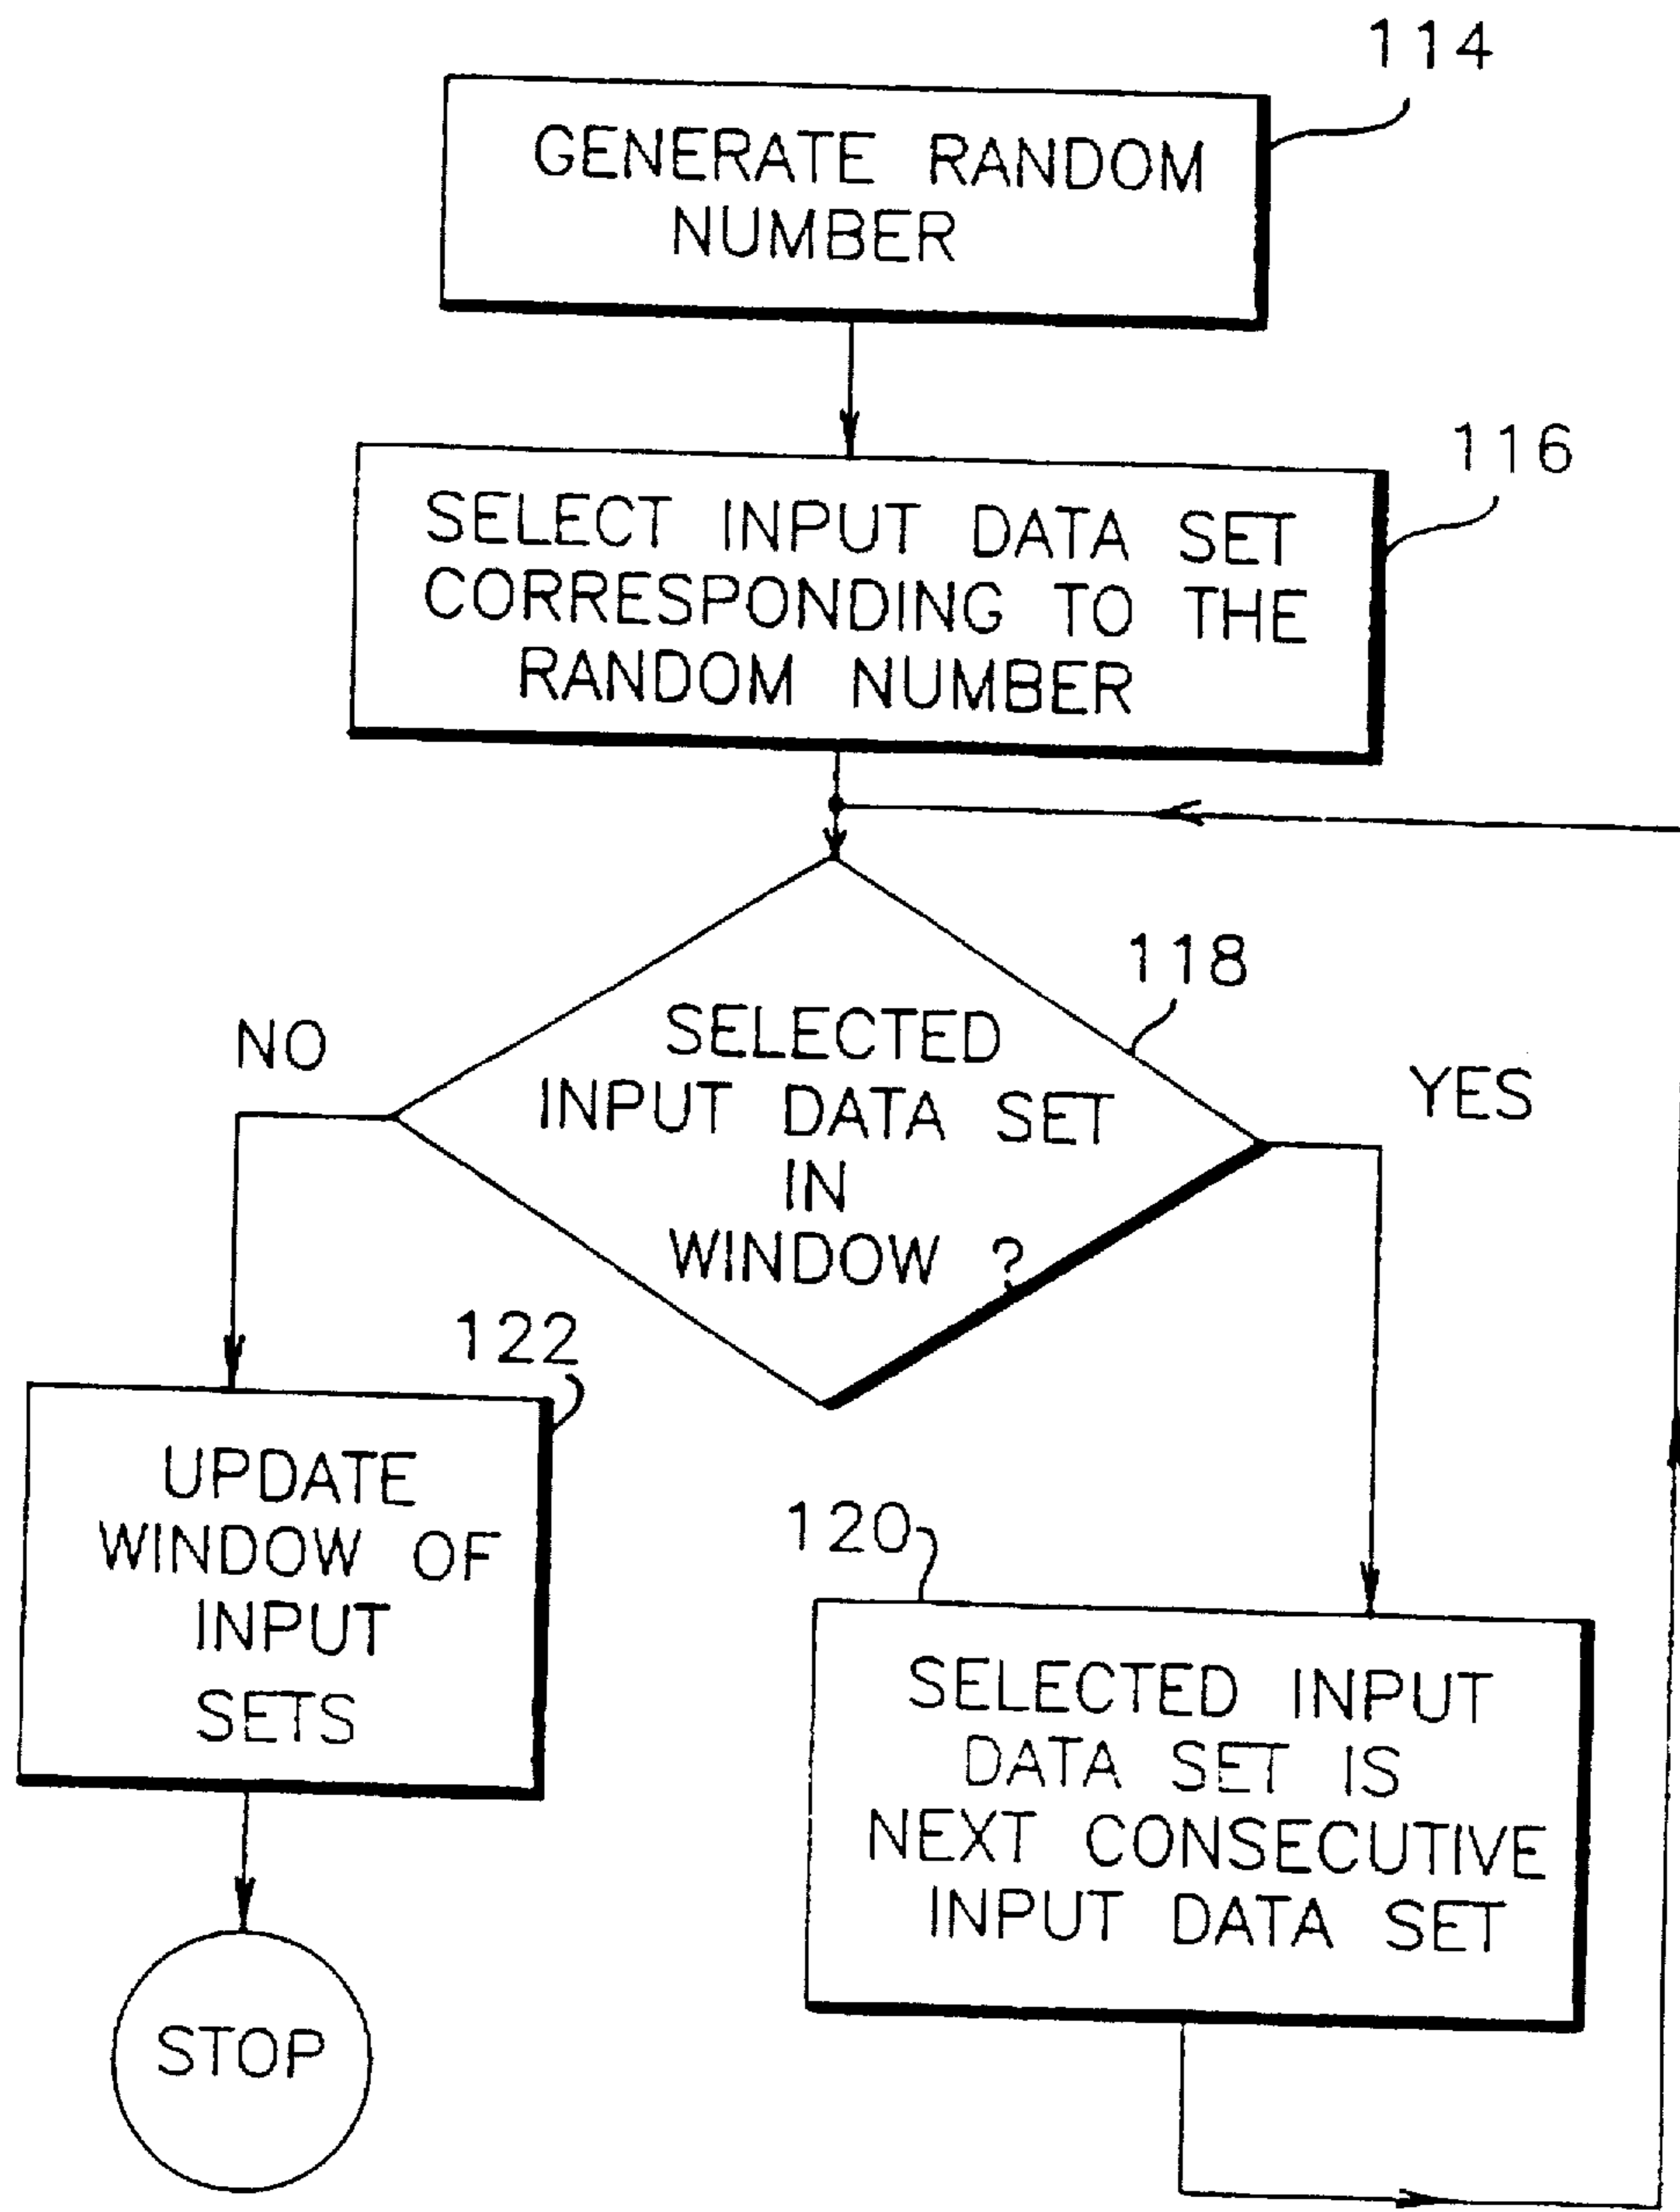 114
GENERATE RANDOM
NUMBER
116
SELECT INPUT DATA SET
CORRESPONDING TO THE
RANDOM NUMBER
118
SELECTED
INPUT DATA SET
IN
WINDOW ?
NO
YES
122
UPDATE
WINDOW OF
INPUT
SETS
120
SELECTED INPUT
DATA SET IS
NEXT CONSECUTIVE
INPUT DATA SET
STOP